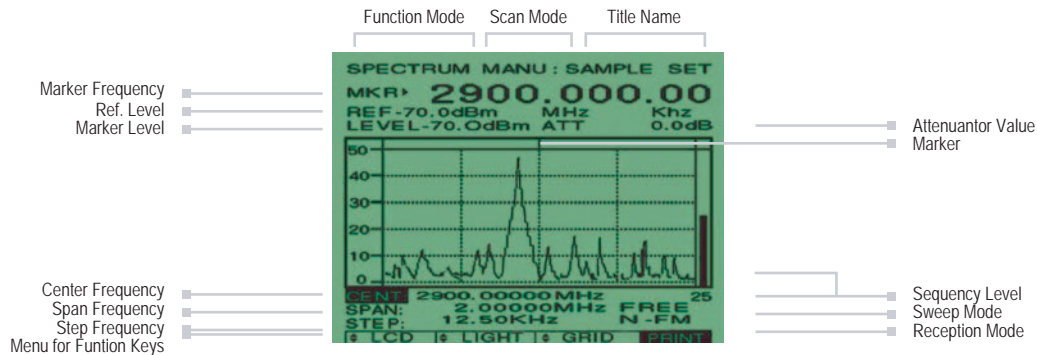 Function Mode Scan Mode Title Name
SPECTRUM MANU : SAMPLE SET
MKR 2900.000.00
REF-70.0dBm MHz Khz
LEVEL-70.OdBm ATT 0.0dB
Marker Frequency
Ref. Level
Marker Level
Attenuantor Value
Marker
50
40
30
20
10
0
Center Frequency
Span Frequency
Step Frequency
Menu for Funtion Keys
CENT 2900.00000 MHz 25
SPAN: 2.00000MHz FREE
STEP: 12.50KHz N-FM
LCD LIGHT GRID PRINT
Sequency Level
Sweep Mode
Reception Mode